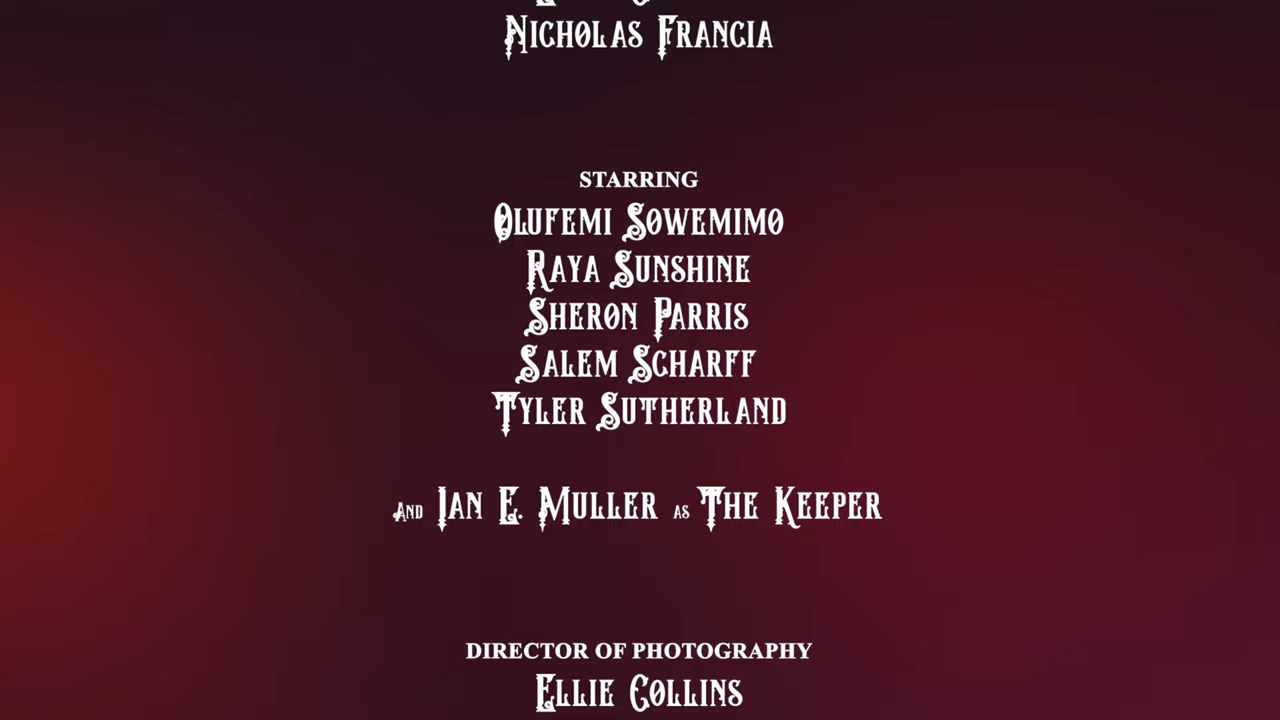 Nicholas Francia
STARRING
Olufemi Sowemimo
Raya Sunshine
Sheron Parris
Salem Scharff
Tyler Sutherland
And Ian E. Muller as The Keeper
DIRECTOR OF PHOTOGRAPHY
Ellie Collins